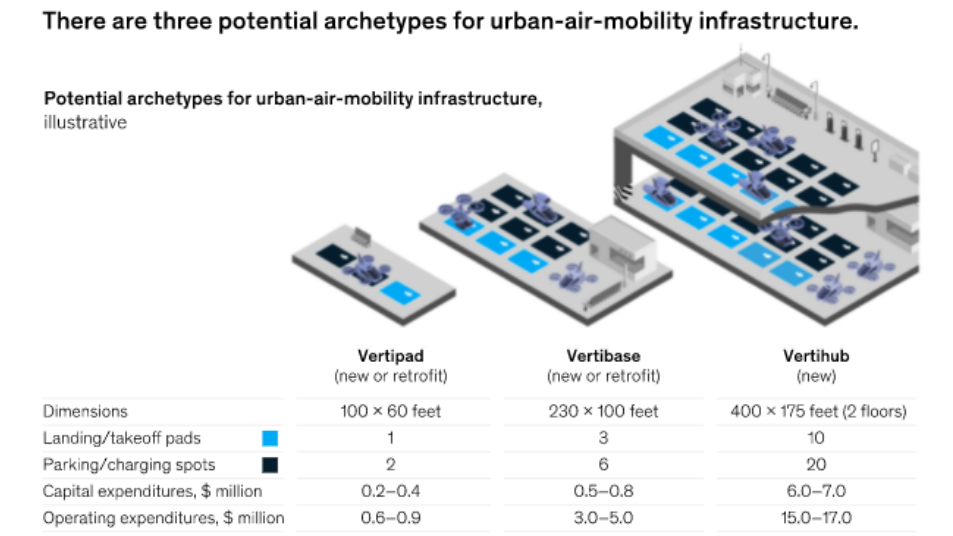 There are three potential archetypes for urban-air-mobility infrastructure.
Potential archetypes for urban-air-mobility infrastructure,
illustrative
Vertipad Vertibase Vertihub
(new or retrofit) (new or retrofit) (new)
Dimensions 100 × 60 feet 230 × 100 feet 400 × 175 feet (2 floors)
Landing/takeoff pads 1 3 10
Parking/charging spots 2 6 20
Capital expenditures, $ million 0.2–0.4 0.5–0.8 6.0–7.0
Operating expenditures, $ million 0.6–0.9 3.0–5.0 15.0–17.0